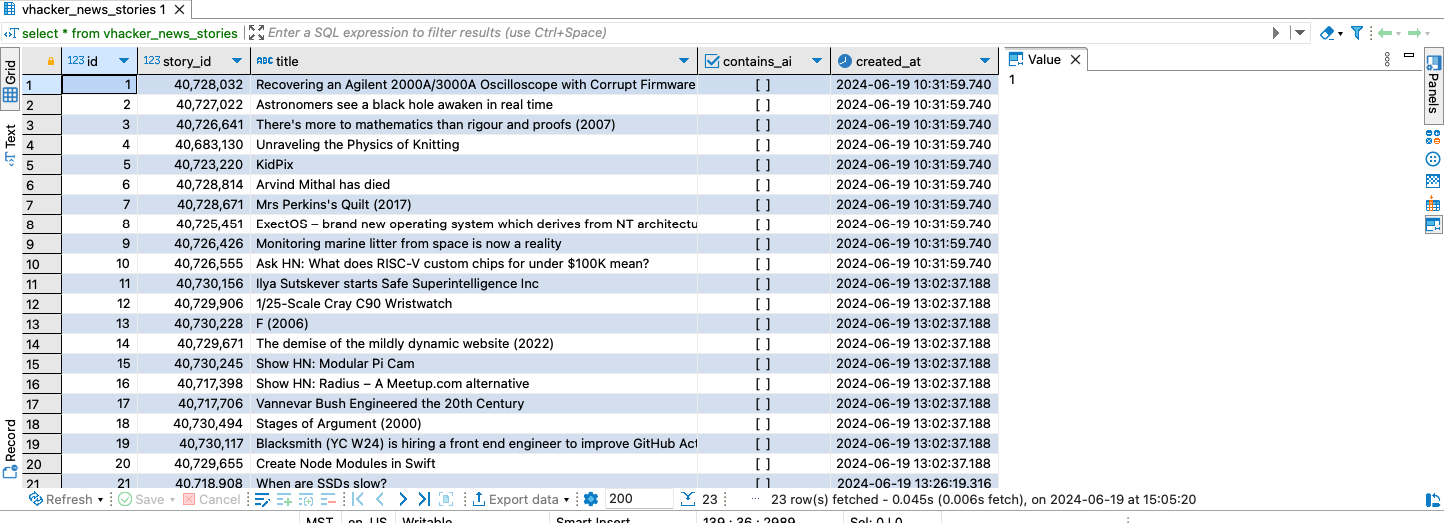 vhacker_news_stories 1
select * from vhacker_news_stories Enter a SQL expression to filter results (use Ctrl+Space)
Grid
Text
Record
123 id 123 story_id ABC title contains_ai created_at
1 1 40,728,032 Recovering an Agilent 2000A/3000A Oscilloscope with Corrupt Firmware [ ] 2024-06-19 10:31:59.740
2 2 40,727,022 Astronomers see a black hole awaken in real time [ ] 2024-06-19 10:31:59.740
3 3 40,726,641 There's more to mathematics than rigour and proofs (2007) [ ] 2024-06-19 10:31:59.740
4 4 40,683,130 Unraveling the Physics of Knitting [ ] 2024-06-19 10:31:59.740
5 5 40,723,220 KidPix [ ] 2024-06-19 10:31:59.740
6 6 40,728,814 Arvind Mithal has died [ ] 2024-06-19 10:31:59.740
7 7 40,728,671 Mrs Perkins's Quilt (2017) [ ] 2024-06-19 10:31:59.740
8 8 40,725,451 ExectOS – brand new operating system which derives from NT architectu [ ] 2024-06-19 10:31:59.740
9 9 40,726,426 Monitoring marine litter from space is now a reality [ ] 2024-06-19 10:31:59.740
10 10 40,726,555 Ask HN: What does RISC-V custom chips for under $100K mean? [ ] 2024-06-19 10:31:59.740
11 11 40,730,156 Ilya Sutskever starts Safe Superintelligence Inc [ ] 2024-06-19 13:02:37.188
12 12 40,729,906 1/25-Scale Cray C90 Wristwatch [ ] 2024-06-19 13:02:37.188
13 13 40,730,228 F (2006) [ ] 2024-06-19 13:02:37.188
14 14 40,729,671 The demise of the mildly dynamic website (2022) [ ] 2024-06-19 13:02:37.188
15 15 40,730,245 Show HN: Modular Pi Cam [ ] 2024-06-19 13:02:37.188
16 16 40,717,398 Show HN: Radius – A Meetup.com alternative [ ] 2024-06-19 13:02:37.188
17 17 40,717,706 Vannevar Bush Engineered the 20th Century [ ] 2024-06-19 13:02:37.188
18 18 40,730,494 Stages of Argument (2000) [ ] 2024-06-19 13:02:37.188
19 19 40,730,117 Blacksmith (YC W24) is hiring a front end engineer to improve GitHub Act [ ] 2024-06-19 13:02:37.188
20 20 40,729,655 Create Node Modules in Swift [ ] 2024-06-19 13:02:37.188
21 21 40,718,908 When are SSDs slow? [ ] 2024-06-19 13:26:19.316
Value
1
Panels
Refresh Save Cancel Export data 200 23 23 row(s) fetched - 0.045s (0.006s fetch), on 2024-06-19 at 15:05:20
MST en_US Writable Smart Insert 139 : 36 : 2989 Sel: 0 | 0